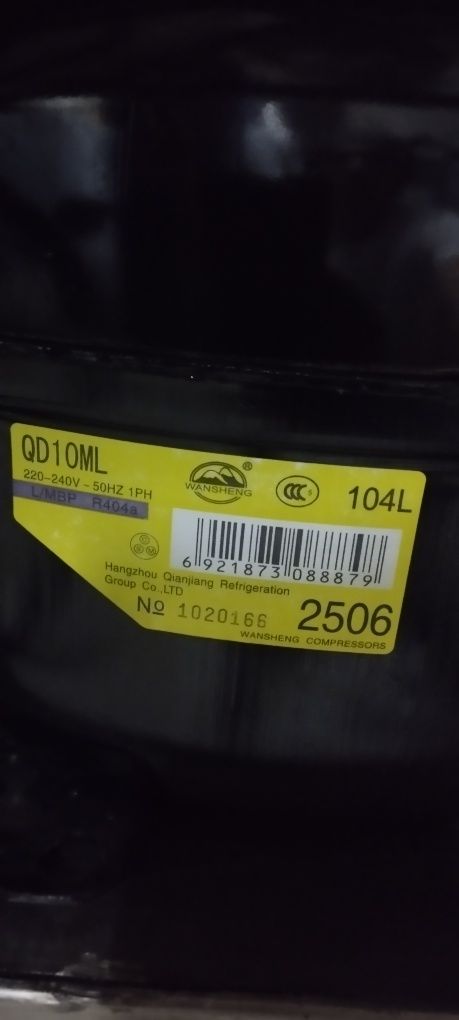 QD10ML
220-240V ~ 50HZ 1PH
L/MBP R404a
WANSHENG ®
CCC S
104L
6 921873 088879
Hangzhou Qianjiang Refrigeration
Group Co.,LTD
№ 1020166
2506
WANSHENG COMPRESSORS